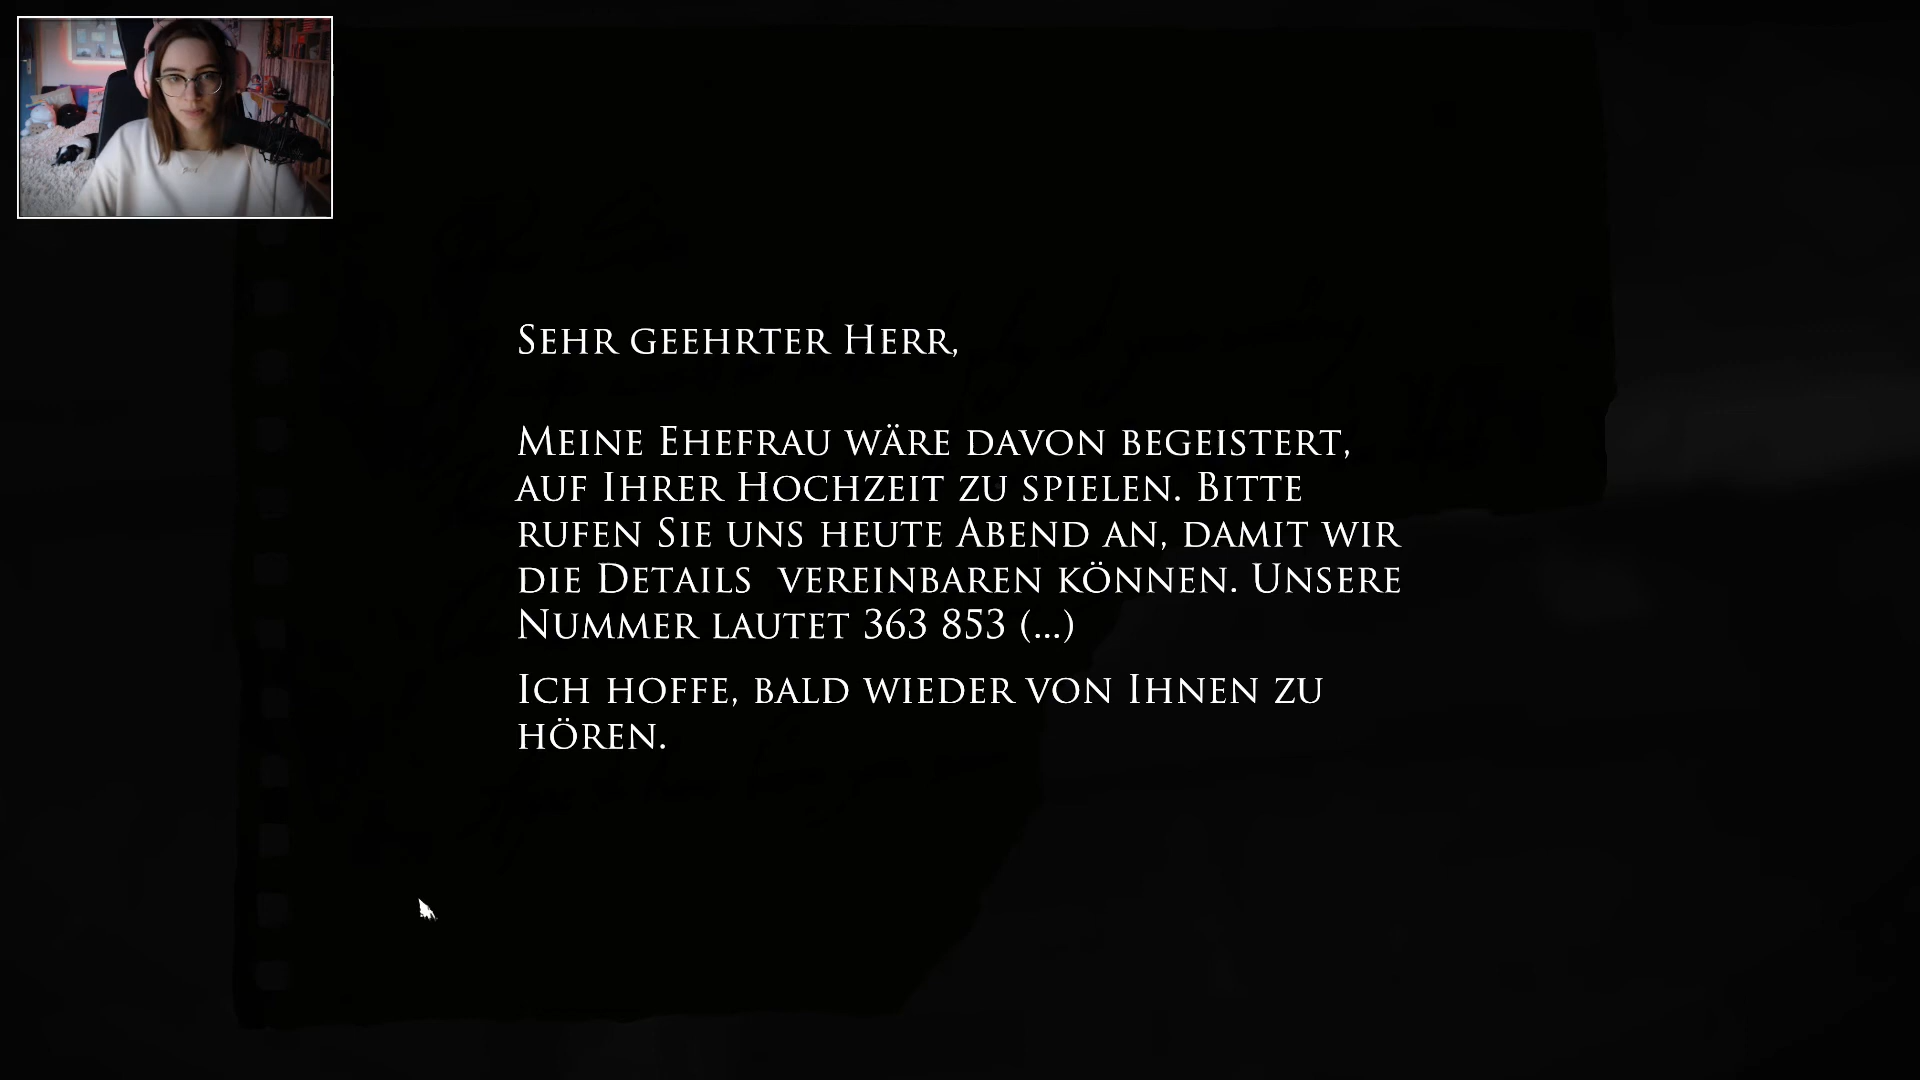 Sehr geehrter Herr,
Meine Ehefrau wäre davon begeistert,
auf Ihrer Hochzeit zu spielen. Bitte
rufen Sie uns heute Abend an, damit wir
die Details vereinbaren können. Unsere
Nummer lautet 363 853 (...)
Ich hoffe, bald wieder von Ihnen zu
hören.